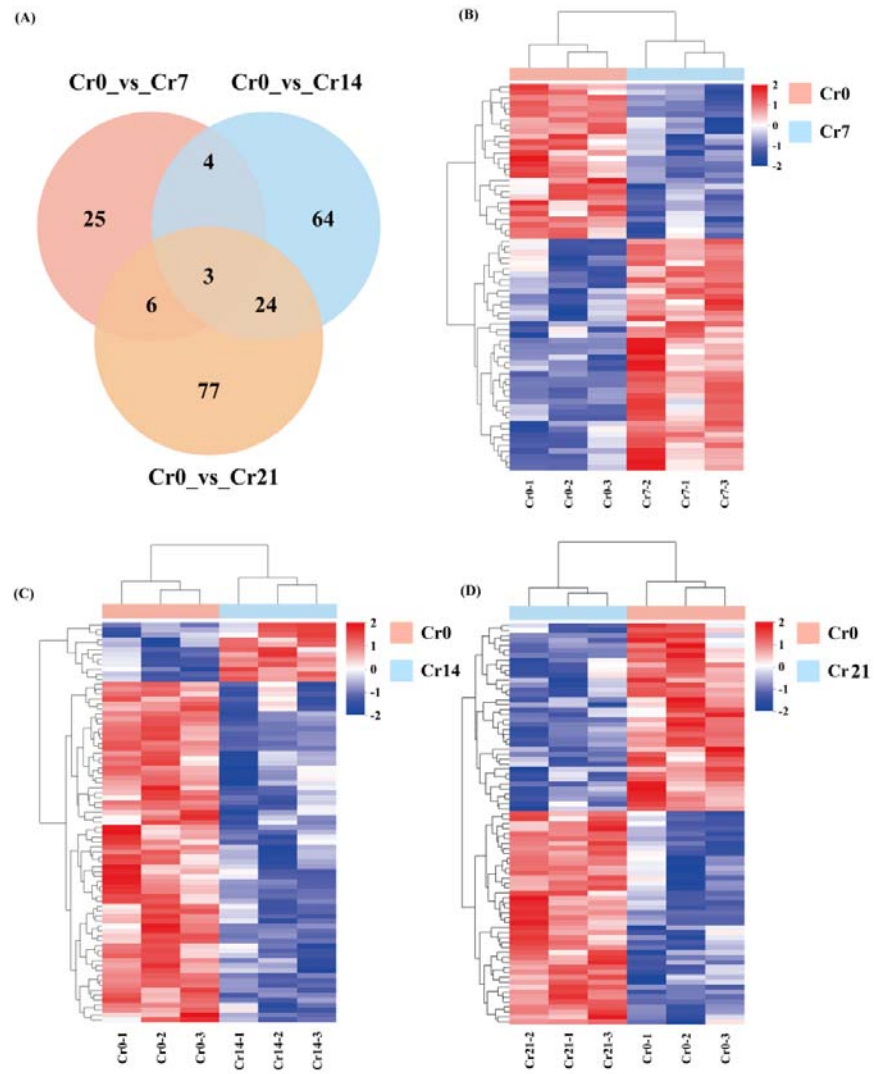 (A)
Cr0_vs_Cr7
Cr0_vs_Cr14
4
25
64
3
6
24
77
Cr0_vs_Cr21
(B)
2
1
0
-1
-2
Cr0
Cr7
Cr0-1
Cr0-2
Cr0-3
Cr7-2
Cr7-1
Cr7-3
(C)
2
1
0
-1
-2
Cr0
Cr14
Cr0-1
Cr0-2
Cr0-3
Cr14-1
Cr14-2
Cr14-3
(D)
2
1
0
-1
-2
Cr0
Cr21
Cr21-2
Cr21-1
Cr21-3
Cr0-1
Cr0-2
Cr0-3